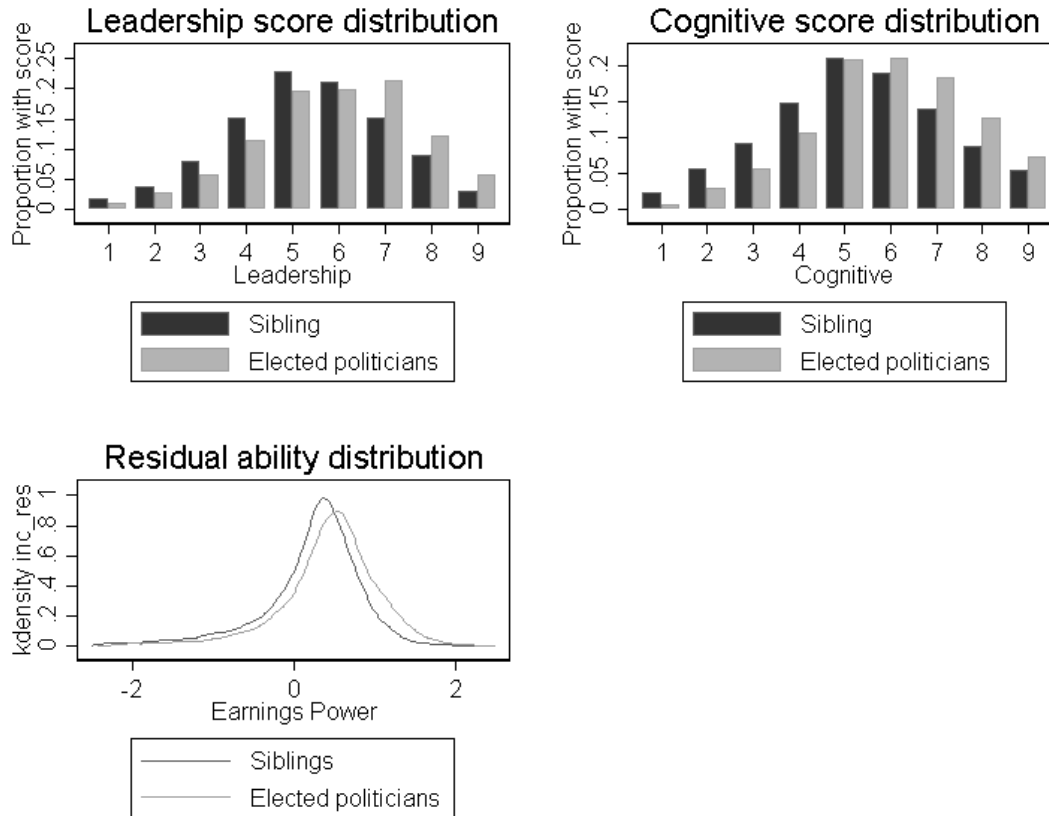 Leadership score distribution
Proportion with score
0 .05 .1 .15 .2 .25
1 2 3 4 5 6 7 8 9
Leadership
Sibling
Elected politicians
Cognitive score distribution
Proportion with score
0 .05 .1 .15 .2
1 2 3 4 5 6 7 8 9
Cognitive
Sibling
Elected politicians
Residual ability distribution
kdensity inc_res
0 .2 .4 .6 .8 1
-2 0 2
Earnings Power
Siblings
Elected politicians